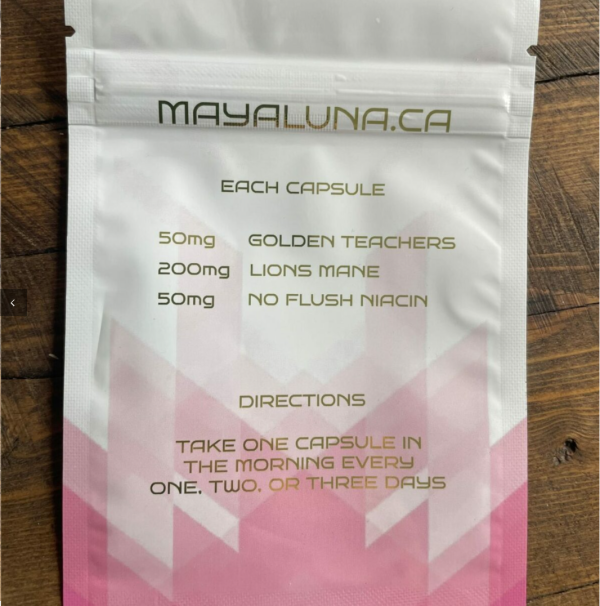 MAYALUNA.CA
EACH CAPSULE
50mg GOLDEN TEACHERS
200mg LIONS MANE
50mg NO FLUSH NIACIN
DIRECTIONS
TAKE ONE CAPSULE IN
THE MORNING EVERY
ONE, TWO, OR THREE DAYS